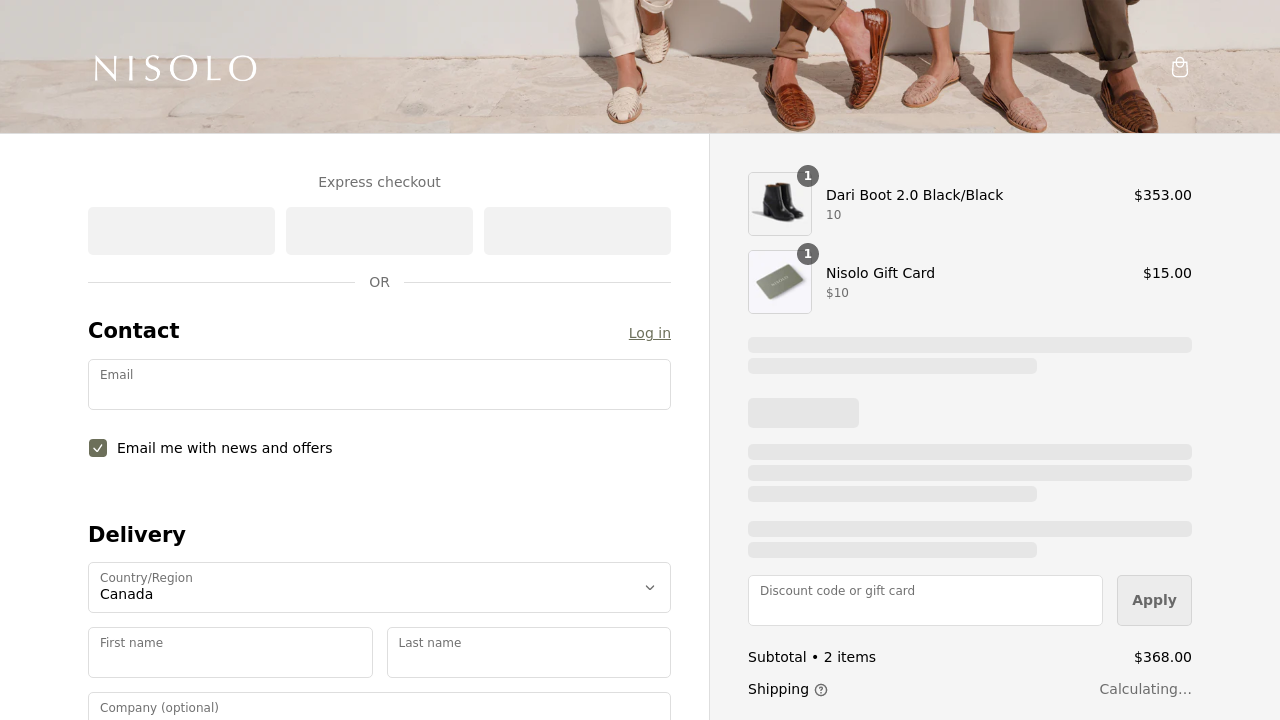 NISOLO
Express checkout
OR
Contact
Log in
Email
Email me with news and offers
Delivery
Country/Region
Canada
First name
Last name
Company (optional)
1
Dari Boot 2.0 Black/Black
10
$353.00
1
Nisolo Gift Card
$10
$15.00
Discount code or gift card
Apply
Subtotal • 2 items
$368.00
Shipping
Calculating…